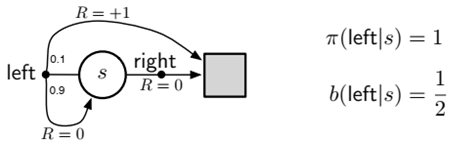 R = +1
0.1
left
s
right
R = 0
0.9
R = 0
π(left|s) = 1
b(left|s) = 1/2